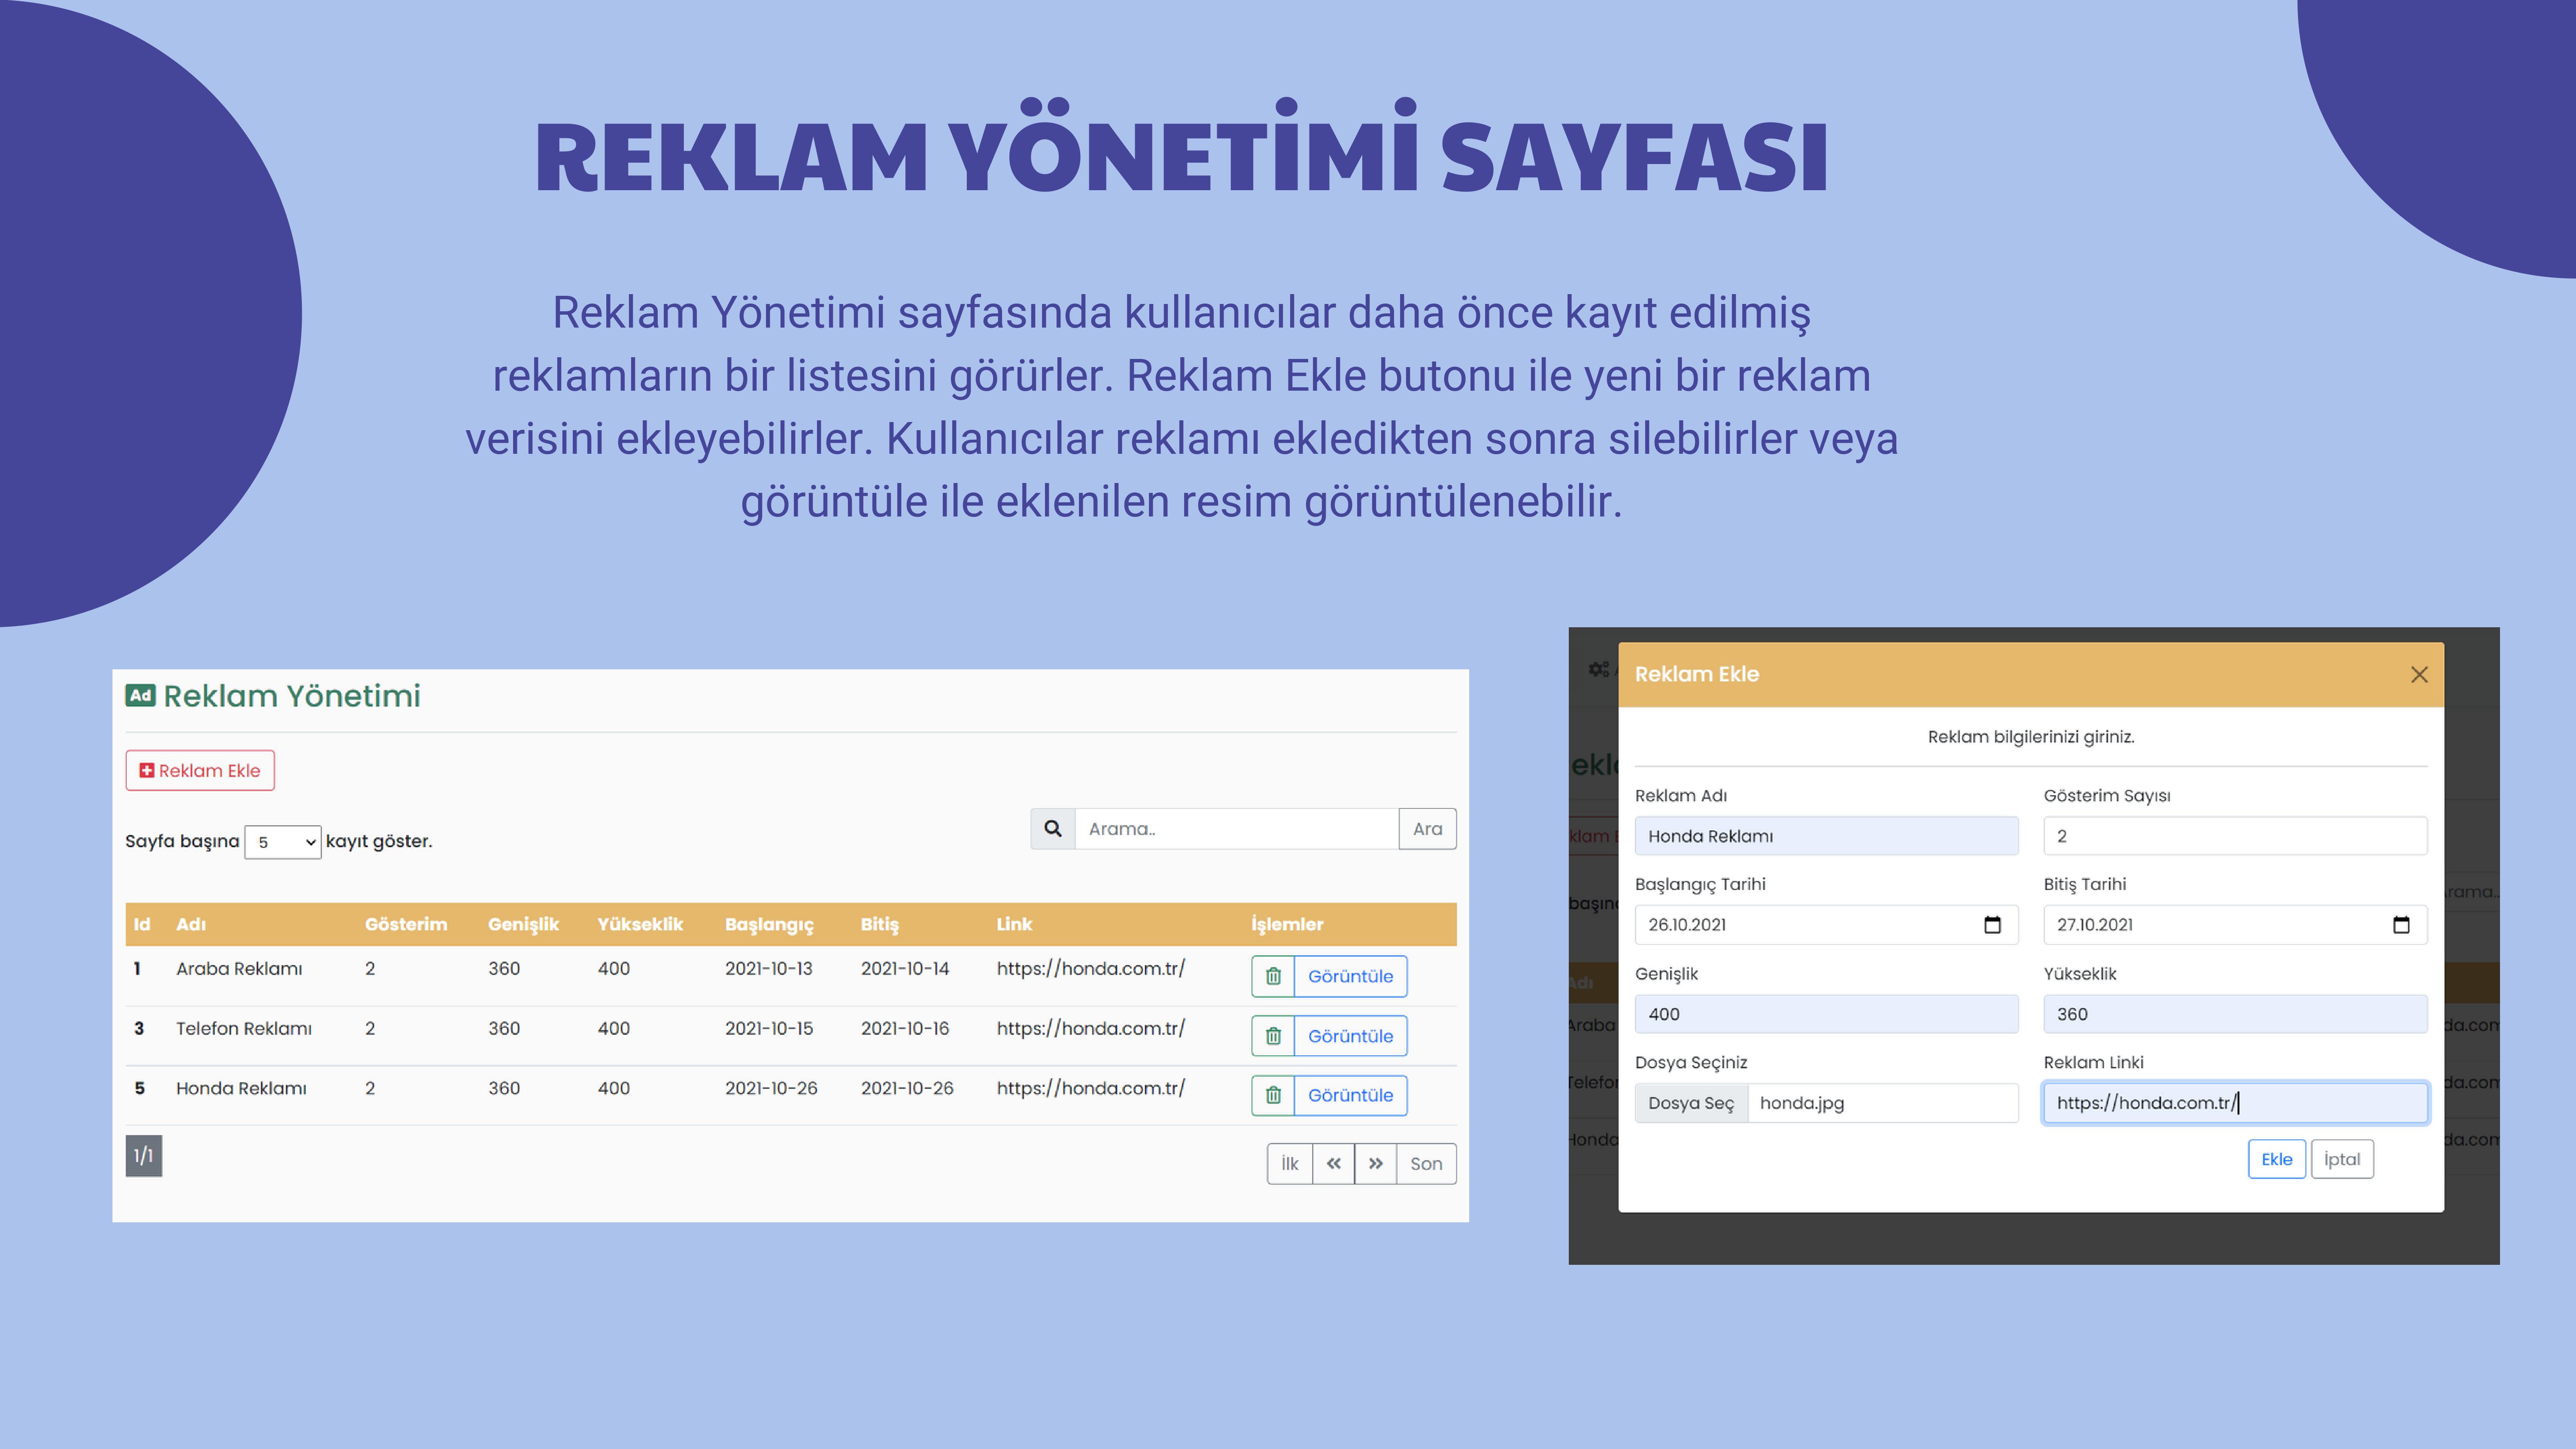 REKLAM YÖNETİMİ SAYFASI
Reklam Yönetimi sayfasında kullanıcılar daha önce kayıt edilmiş
reklamların bir listesini görürler. Reklam Ekle butonu ile yeni bir reklam
verisini ekleyebilirler. Kullanıcılar reklamı ekledikten sonra silebilirler veya
görüntüle ile eklenilen resim görüntülenebilir.
Ad Reklam Yönetimi
Reklam Ekle
Sayfa başına 5 kayıt göster.
Arama.. Ara
Id Adı Gösterim Genişlik Yükseklik Başlangıç Bitiş Link İşlemler
1 Araba Reklamı 2 360 400 2021-10-13 2021-10-14 https://honda.com.tr/ Görüntüle
3 Telefon Reklamı 2 360 400 2021-10-15 2021-10-16 https://honda.com.tr/ Görüntüle
5 Honda Reklamı 2 360 400 2021-10-26 2021-10-26 https://honda.com.tr/ Görüntüle
1/1
İlk « » Son
Reklam Ekle
Reklam bilgilerinizi giriniz.
Reklam Adı Gösterim Sayısı
Honda Reklamı 2
Başlangıç Tarihi Bitiş Tarihi
26.10.2021 27.10.2021
Genişlik Yükseklik
400 360
Dosya Seçiniz Reklam Linki
Dosya Seç honda.jpg https://honda.com.tr/
Ekle İptal